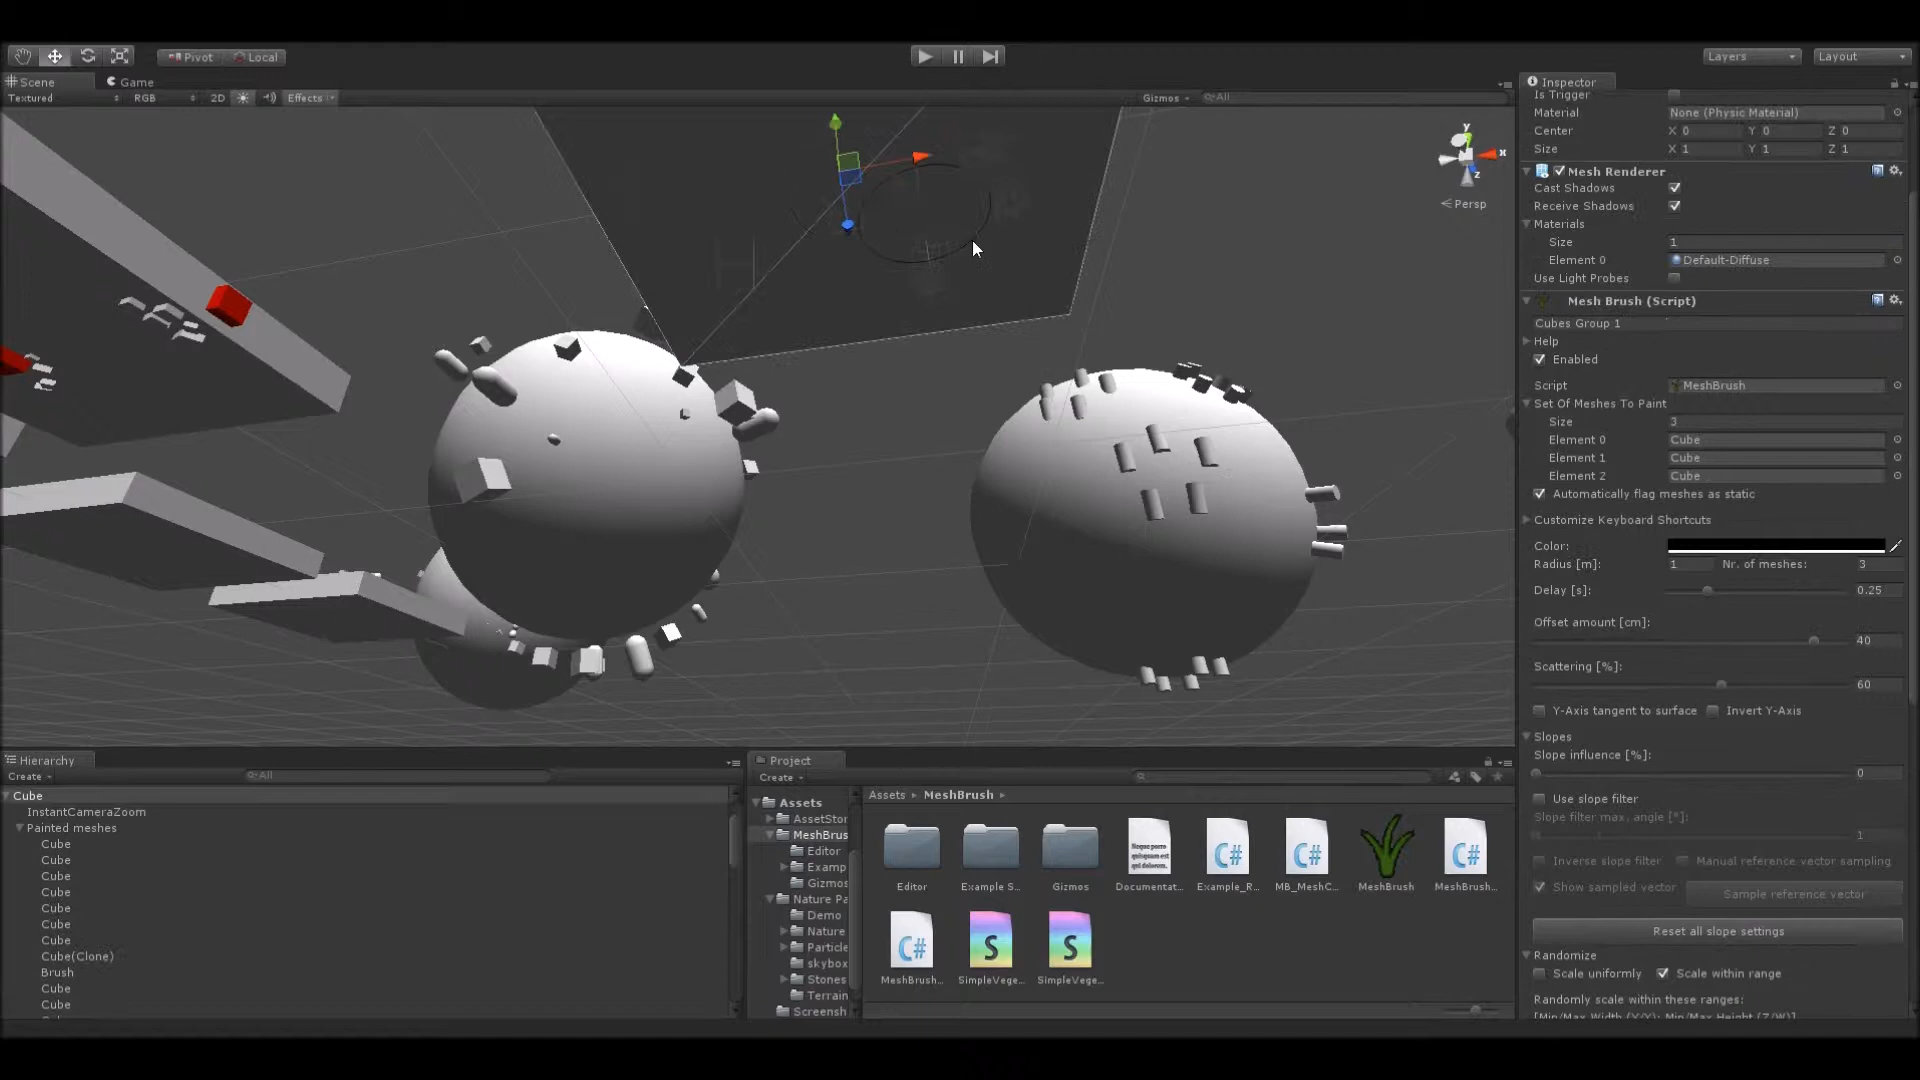 Pivot Local
Layers Layout
Scene Game
Textured RGB 2D Effects Gizmos All
y
x
z
Persp
Inspector
Is Trigger
Material None (Physic Material)
Center X 0 Y 0 Z 0
Size X 1 Y 1 Z 1
Mesh Renderer
Cast Shadows
Receive Shadows
Materials
Size 1
Element 0 Default-Diffuse
Use Light Probes
Mesh Brush (Script)
Cubes Group 1
Help
Enabled
Script MeshBrush
Set Of Meshes To Paint
Size 3
Element 0 Cube
Element 1 Cube
Element 2 Cube
Automatically flag meshes as static
Customize Keyboard Shortcuts
Color:
Radius [m]: 1 Nr. of meshes: 3
Delay [s]: 0.25
Offset amount [cm]:
40
Scattering [%]:
60
Y-Axis tangent to surface Invert Y-Axis
Slopes
Slope influence [%]:
0
Use slope filter
Slope filter max. angle [°]:
1
Inverse slope filter Manual reference vector sampling
Show sampled vector Sample reference vector
Reset all slope settings
Randomize
Scale uniformly Scale within range
Randomly scale within these ranges:
[Min/Max Width (X/Y); Min/Max Height (Z/W)]
Hierarchy
Create All
Cube
InstantCameraZoom
Painted meshes
Cube
Cube
Cube
Cube
Cube
Cube
Cube
Cube(Clone)
Brush
Cube
Cube
Project
Create
Assets
AssetStor
MeshBrus
Editor
Examp
Gizmos
Nature Pa
Demo
Nature
Particle
skybox
Stones
Terrain
Screensh
Assets MeshBrush
Editor Example S... Gizmos Documentat... Example_R... MB_MeshC... MeshBrush MeshBrush...
MeshBrush... SimpleVege... SimpleVege...